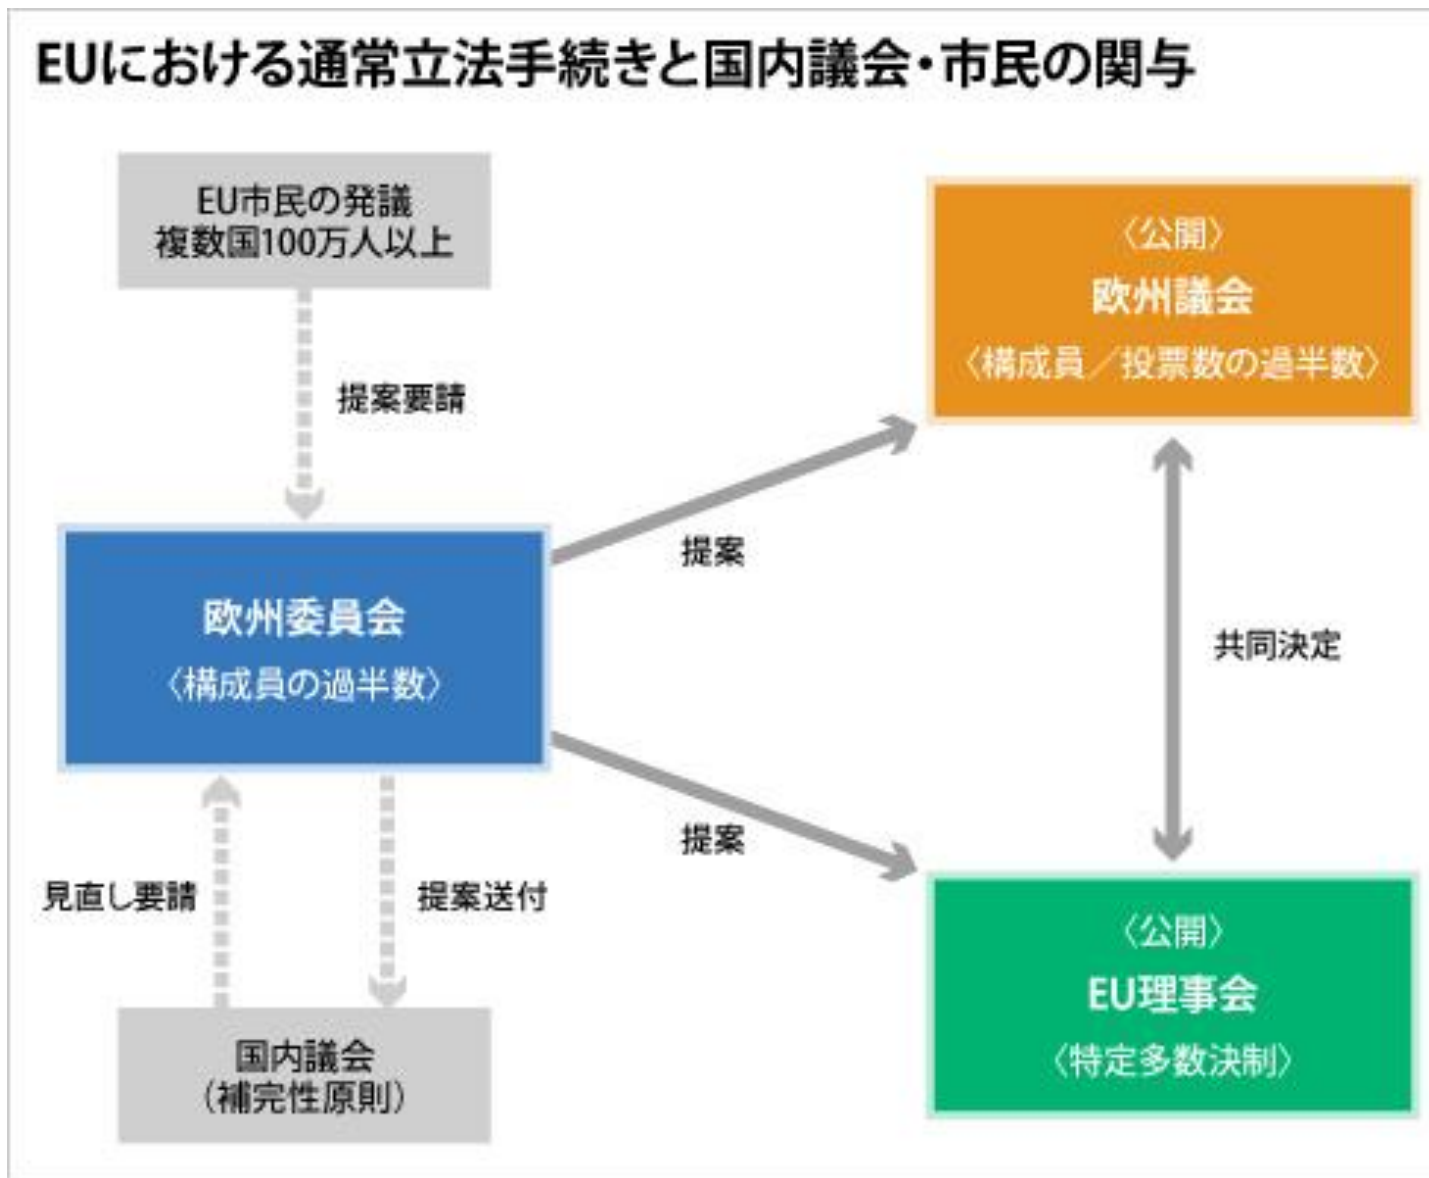 EUにおける通常立法手続きと国内議会・市民の関与
EU市民の発議
複数国100万人以上
提案要請
欧州委員会
〈構成員の過半数〉
見直し要請
提案送付
国内議会
（補完性原則）
提案
提案
〈公開〉
欧州議会
〈構成員／投票数の過半数〉
共同決定
〈公開〉
EU理事会
〈特定多数決制〉